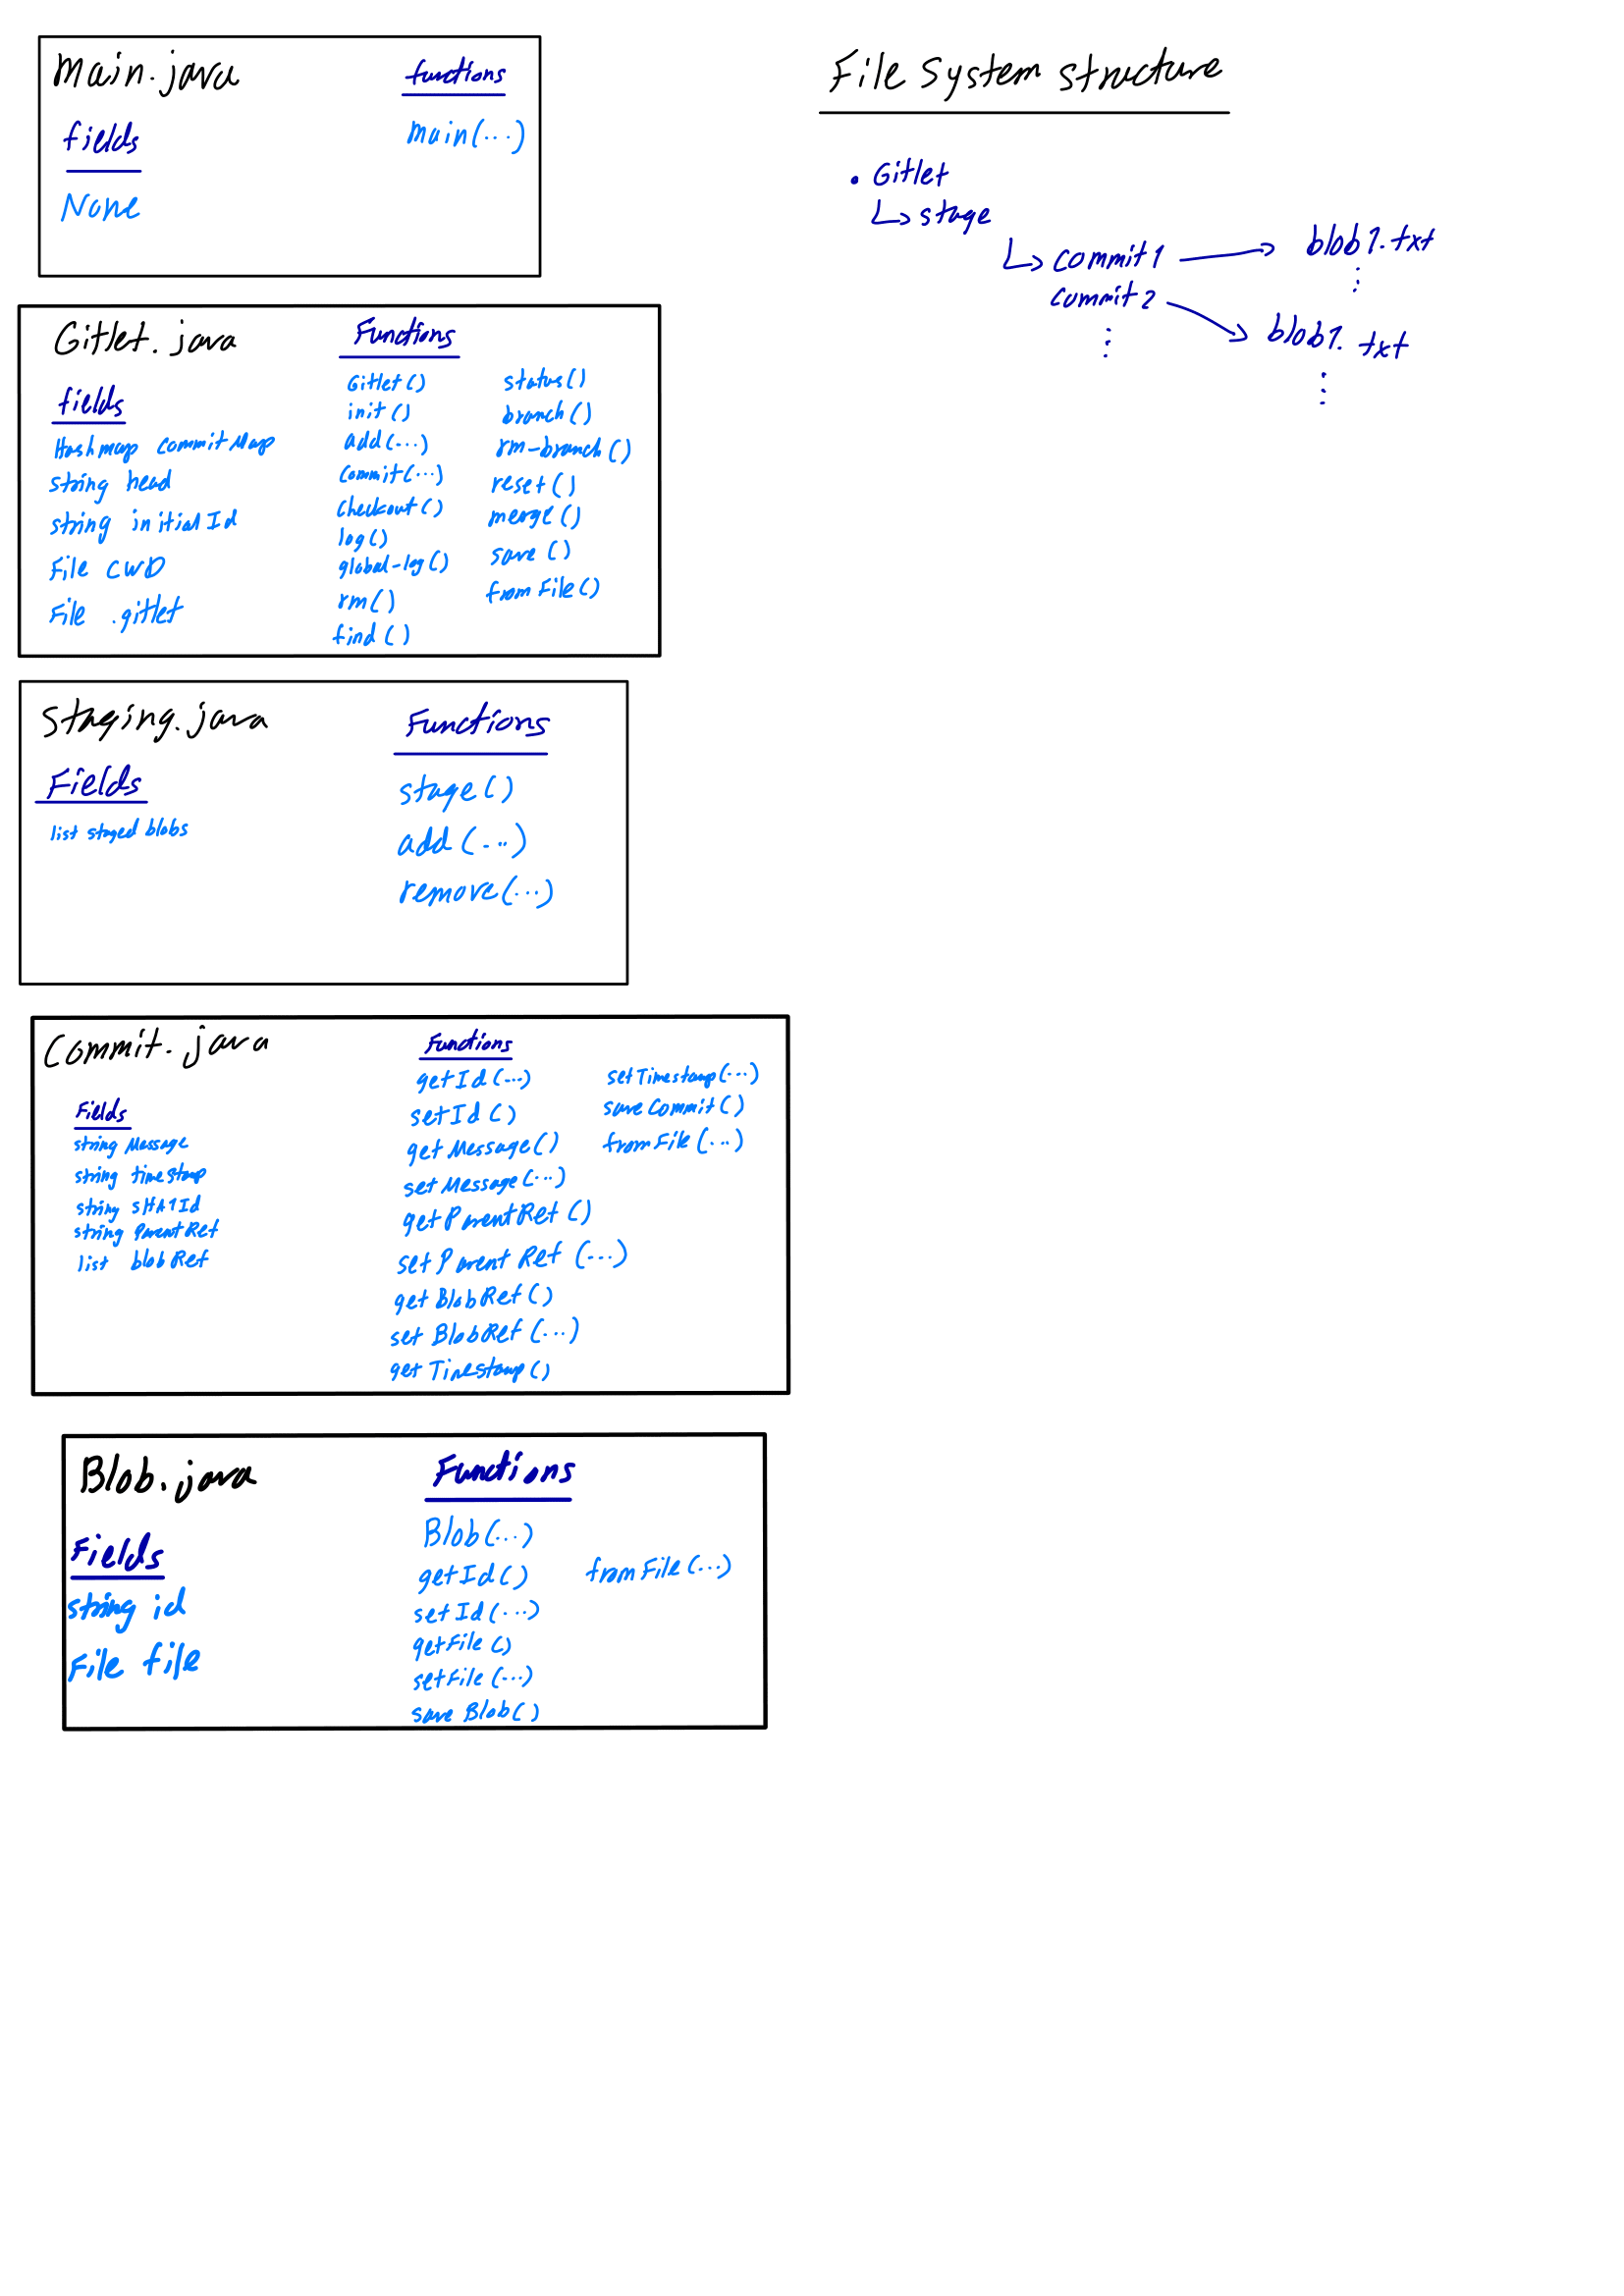 Main.java
fields
None
functions
main(...)
Gitlet.java
fields
Hashmap CommitMap
string head
string initialId
File CWD
File .gitlet
Functions
Gitlet()
init()
add(...)
Commit(...)
checkout()
log()
global-log()
rm()
find()
status()
branch()
rm-branch()
reset()
merge()
save()
fromFile()
Staging.java
Fields
list staged blobs
Functions
stage()
add(...)
remove(...)
Commit.java
Fields
string Message
string timestamp
string SHA1Id
string ParentRef
list blobRef
Functions
getId(...)
setId()
getMessage()
setMessage(...)
getParentRef()
setParentRef(...)
getBlobRef()
setBlobRef(...)
getTimestamp()
setTimestamp(...)
saveCommit()
fromFile(...)
Blob.java
Fields
string id
File file
Functions
Blob(...)
getId()
setId(...)
getFile()
setFile(...)
saveBlob()
fromFile(...)
File System structure
• Gitlet
stage
commit1
blob1.txt
commit2
blob1.txt